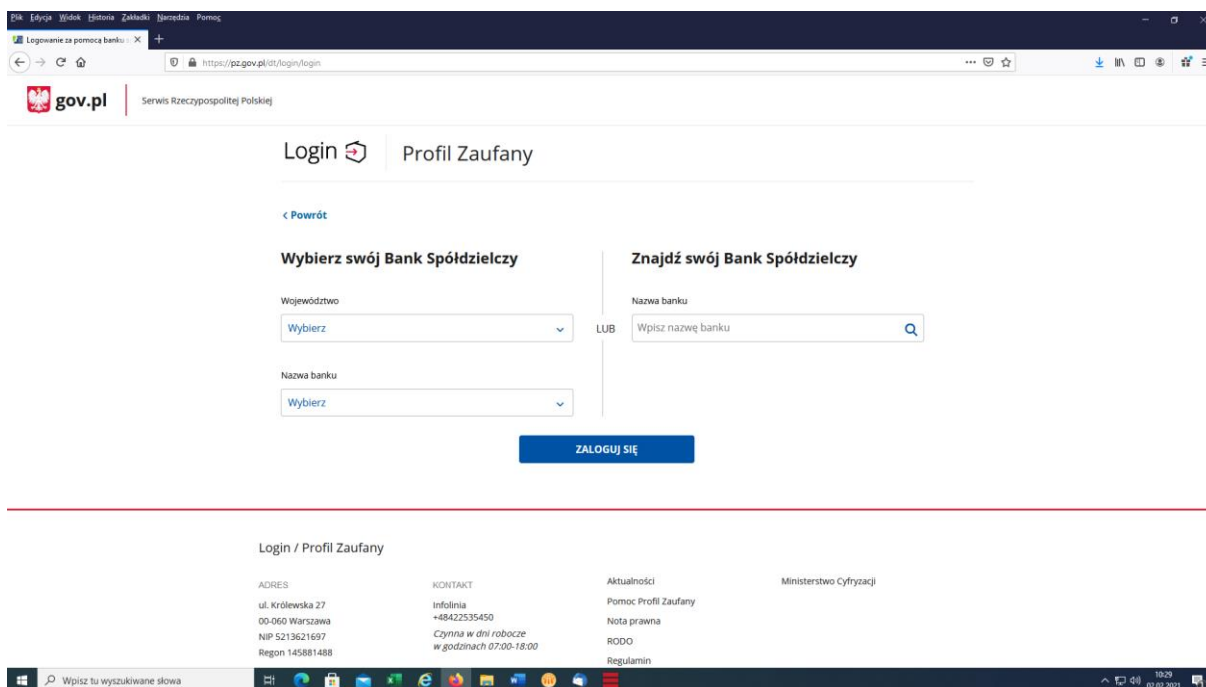 Plik Edycja Widok Historia Zakładki Narzędzia Pomoc
Logowanie za pomocą banku
https://pz.gov.pl/dt/login/login
gov.pl
Serwis Rzeczypospolitej Polskiej
Login
Profil Zaufany
Powrót
Wybierz swój Bank Spółdzielczy
Województwo
Wybierz
Nazwa banku
Wybierz
LUB
Znajdź swój Bank Spółdzielczy
Nazwa banku
Wpisz nazwę banku
ZALOGUJ SIĘ
Login / Profil Zaufany
ADRES
ul. Królewska 27
00-060 Warszawa
NIP 5213621697
Regon 145881488
KONTAKT
Infolinia
+48422535450
Czynna w dni robocze
w godzinach 07:00-18:00
Aktualności
Pomoc Profil Zaufany
Nota prawna
RODO
Regulamin
Ministerstwo Cyfryzacji
Wpisz tu wyszukiwane słowa
10:29
02.02.2021